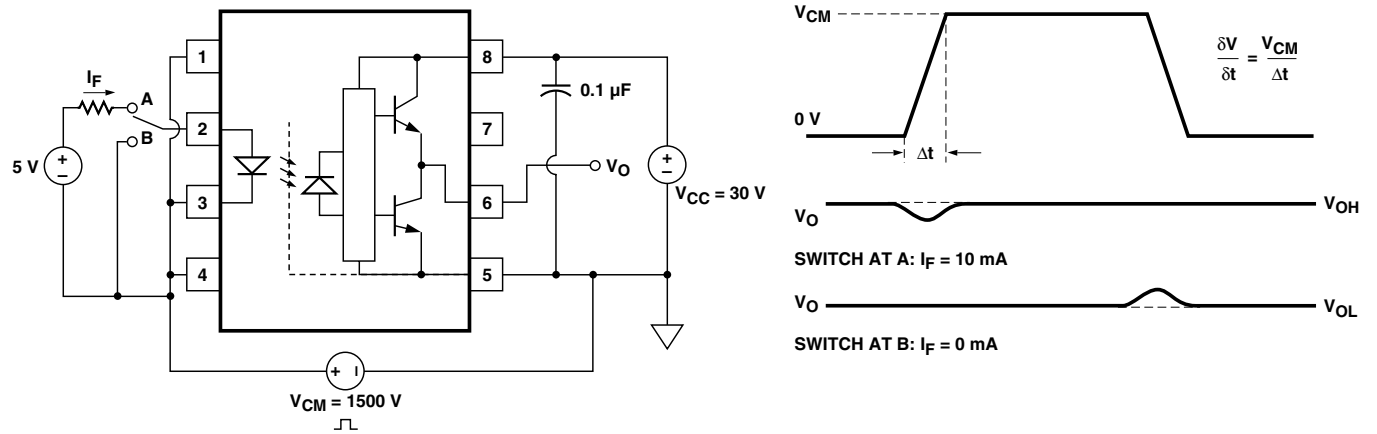 I_F
A
B
5 V
+
–
1
2
3
4
8
7
6
5
0.1 µF
V_O
+
–
V_CC = 30 V
+ –
V_CM = 1500 V
V_CM
0 V
Δt
δV/δt = V_CM/Δt
V_O
V_OH
SWITCH AT A: I_F = 10 mA
V_O
V_OL
SWITCH AT B: I_F = 0 mA